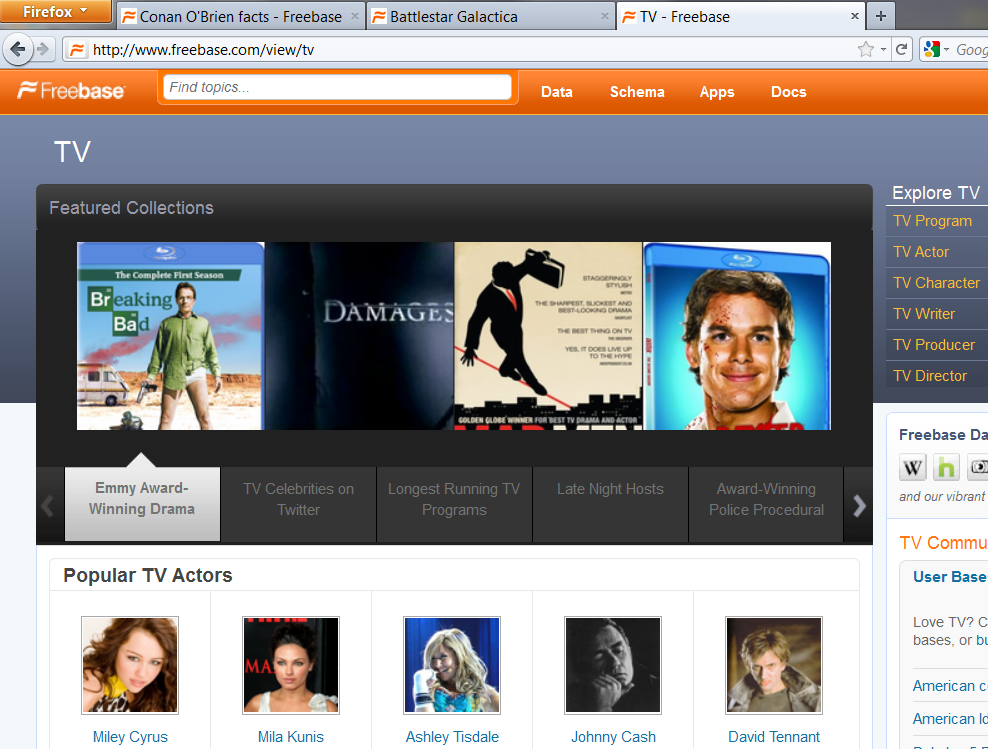 Firefox
Conan O'Brien facts - Freebase
Battlestar Galactica
TV - Freebase
http://www.freebase.com/view/tv
Goog
Freebase
Find topics...
Data
Schema
Apps
Docs
TV
Featured Collections
The Complete First Season
Breaking
Bad
DAMAGES
STAGGERINGLY
STYLISH
THE SHARPEST, SLICKEST AND
BEST-LOOKING DRAMA
THE BEST THING ON TV
YES, IT DOES LIVE UP
TO THE HYPE
GOLDEN GLOBE WINNER FOR BEST TV DRAMA AND ACTOR
MAD MEN
Explore TV
TV Program
TV Actor
TV Character
TV Writer
TV Producer
TV Director
Emmy Award-
Winning Drama
TV Celebrities on
Twitter
Longest Running TV
Programs
Late Night Hosts
Award-Winning
Police Procedural
Freebase Da
W
h
and our vibrant
TV Commu
User Base
Love TV? C
bases, or bu
American c
American Id
Popular TV Actors
Miley Cyrus
Mila Kunis
Ashley Tisdale
Johnny Cash
David Tennant